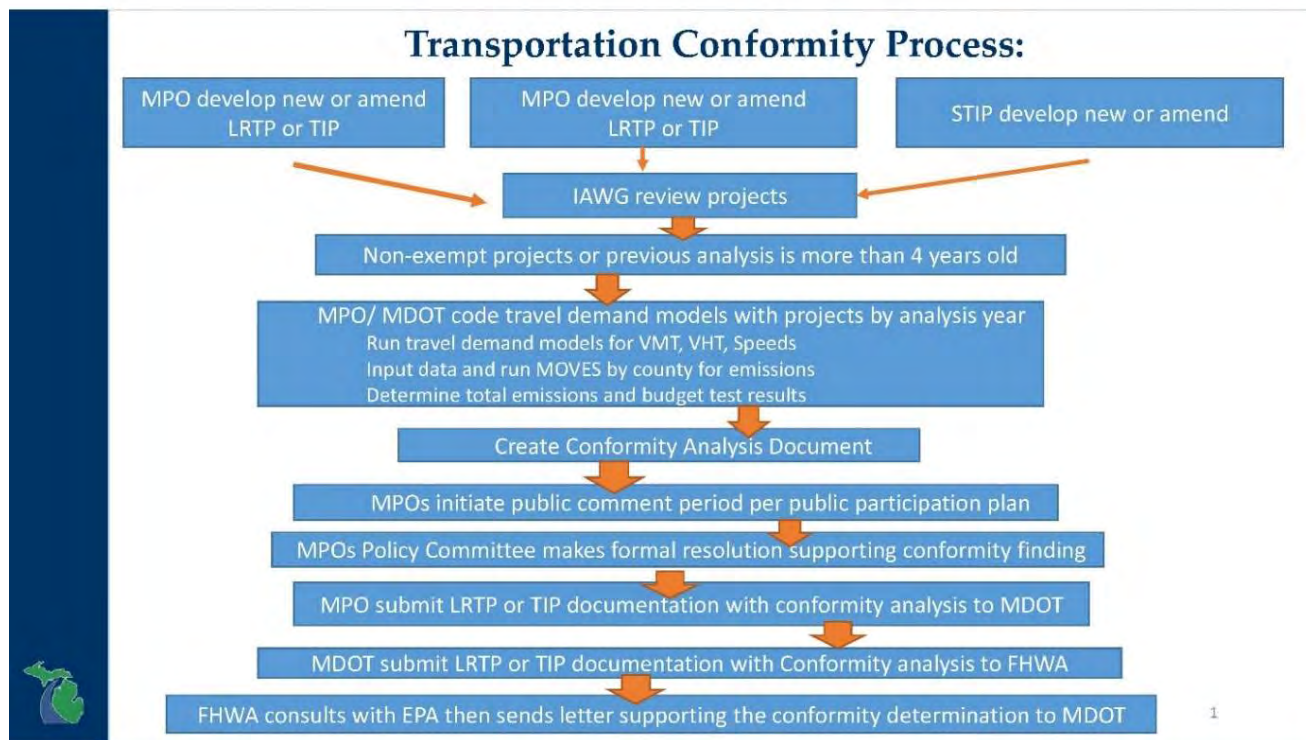 Transportation Conformity Process:
MPO develop new or amend
LRTP or TIP
MPO develop new or amend
LRTP or TIP
STIP develop new or amend
IAWG review projects
Non-exempt projects or previous analysis is more than 4 years old
MPO/ MDOT code travel demand models with projects by analysis year
Run travel demand models for VMT, VHT, Speeds
Input data and run MOVES by county for emissions
Determine total emissions and budget test results
Create Conformity Analysis Document
MPOs initiate public comment period per public participation plan
MPOs Policy Committee makes formal resolution supporting conformity finding
MPO submit LRTP or TIP documentation with conformity analysis to MDOT
MDOT submit LRTP or TIP documentation with Conformity analysis to FHWA
FHWA consults with EPA then sends letter supporting the conformity determination to MDOT
1